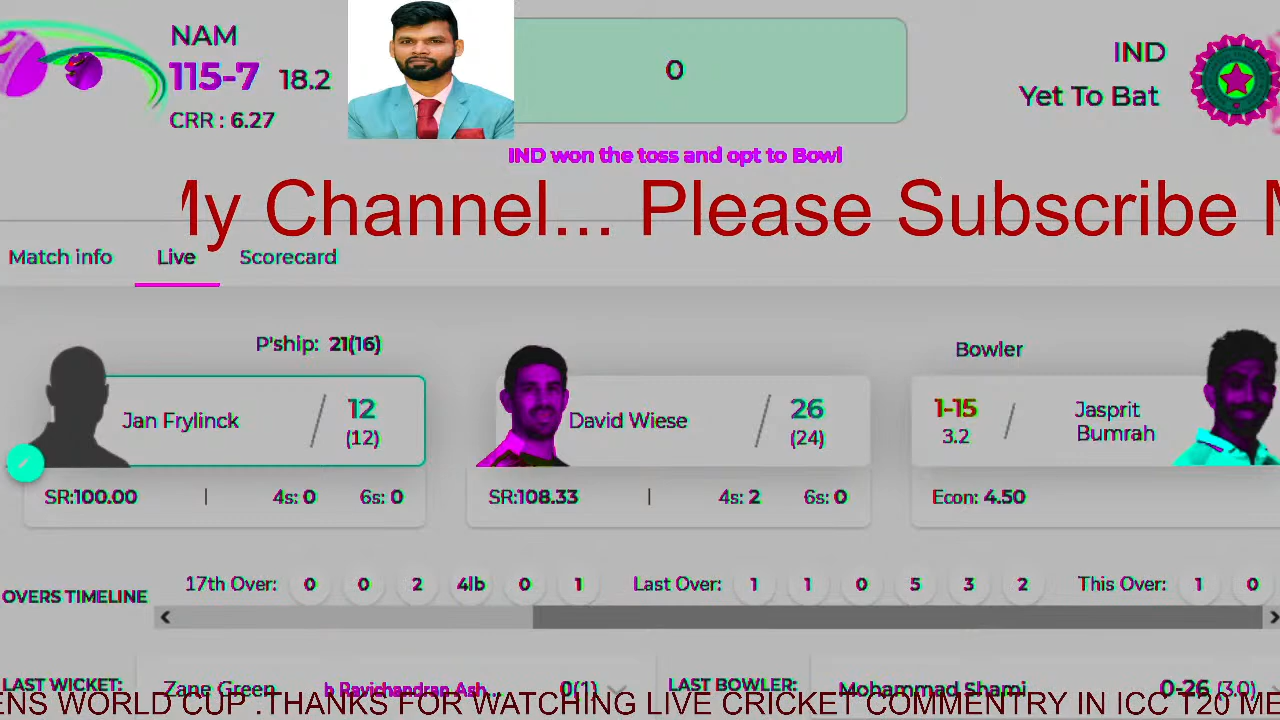 NAM
115-7 18.2
CRR : 6.27
0
IND
Yet To Bat
IND won the toss and opt to Bowl
My Channel... Please Subscribe
Match info Live Scorecard
P'ship: 21(16)
Bowler
Jan Frylinck 12 (12)
David Wiese 26 (24)
1-15 3.2 Jasprit Bumrah
SR:100.00 | 4s: 0 6s: 0
SR:108.33 | 4s: 2 6s: 0
Econ: 4.50
OVERS TIMELINE
17th Over: 0 0 2 4lb 0 1 Last Over: 1 1 0 5 3 2 This Over: 1 0
LAST WICKET: Zane Green b Ravichandran Ash... 0(1) LAST BOWLER: Mohammod Shami 0-26 (3.0)
ENS WORLD CUP .THANKS FOR WATCHING LIVE CRICKET COMMENTRY IN ICC T20 ME